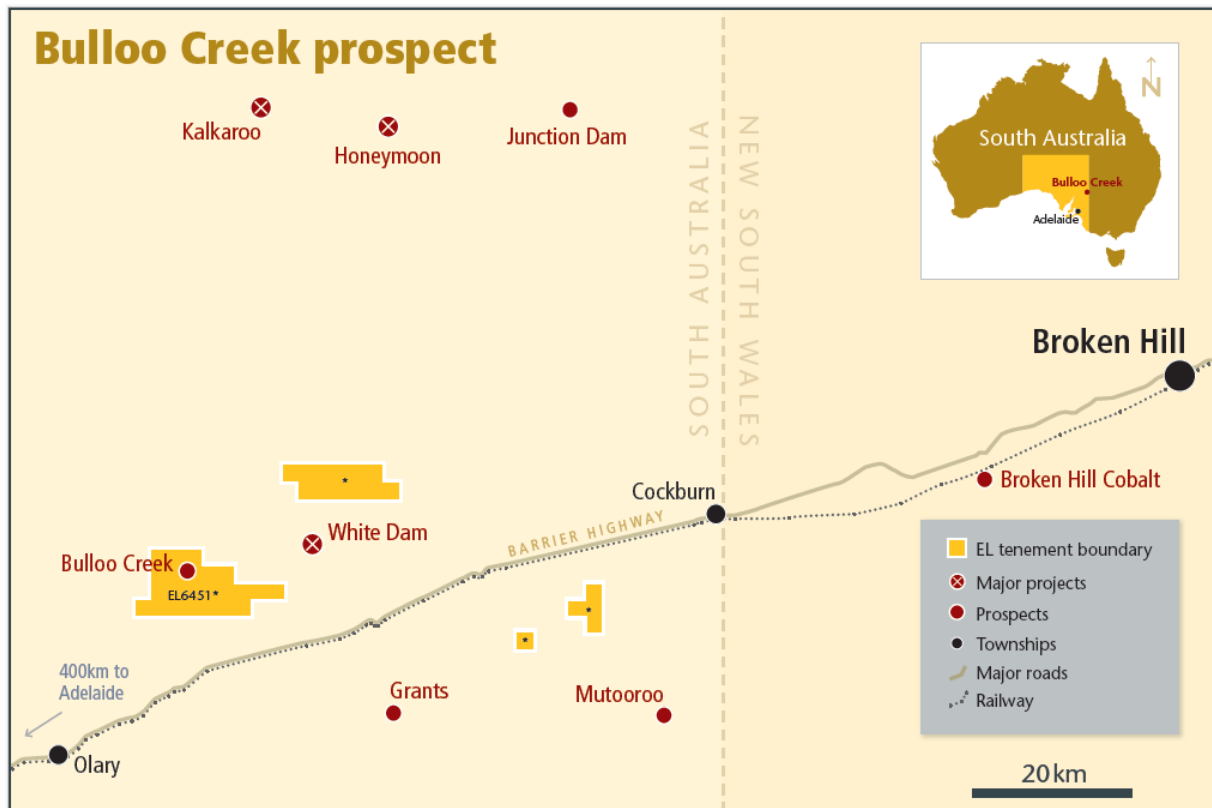 Bulloo Creek prospect
Kalkaroo
Honeymoon
Junction Dam
SOUTH AUSTRALIA
NEW SOUTH WALES
N
South Australia
Bulloo Creek
Adelaide
Broken Hill
Broken Hill Cobalt
Cockburn
BARRIER HIGHWAY
*
White Dam
Bulloo Creek
EL6451*
*
*
400km to
Adelaide
Grants
Mutooroo
Olary
EL tenement boundary
Major projects
Prospects
Townships
Major roads
Railway
20km